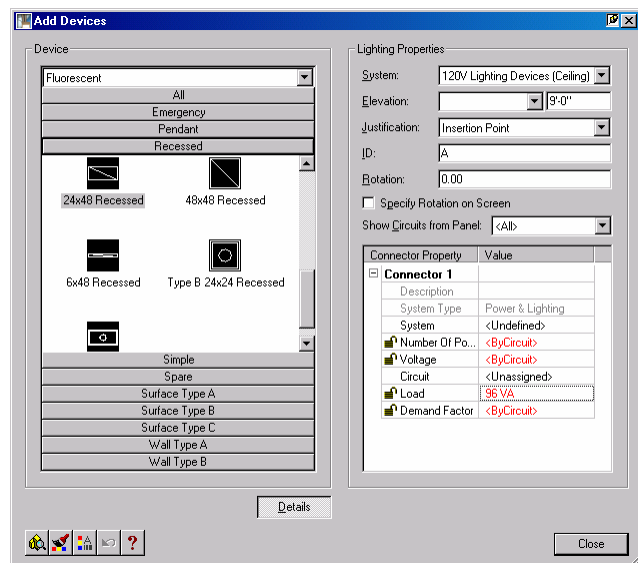 Add Devices
Device
Fluorescent
All
Emergency
Pendant
Recessed
24x48 Recessed
48x48 Recessed
6x48 Recessed
Type B 24x24 Recessed
Simple
Spare
Surface Type A
Surface Type B
Surface Type C
Wall Type A
Wall Type B
Details
Lighting Properties
System: 120V Lighting Devices (Ceiling)
Elevation: 9'-0"
Justification: Insertion Point
ID: A
Rotation: 0.00
Specify Rotation on Screen
Show Circuits from Panel: <All>
Connector Property Value
Connector 1
Description
System Type Power & Lighting
System <Undefined>
Number Of Po... <ByCircuit>
Voltage <ByCircuit>
Circuit <Unassigned>
Load 96 VA
Demand Factor <ByCircuit>
Close